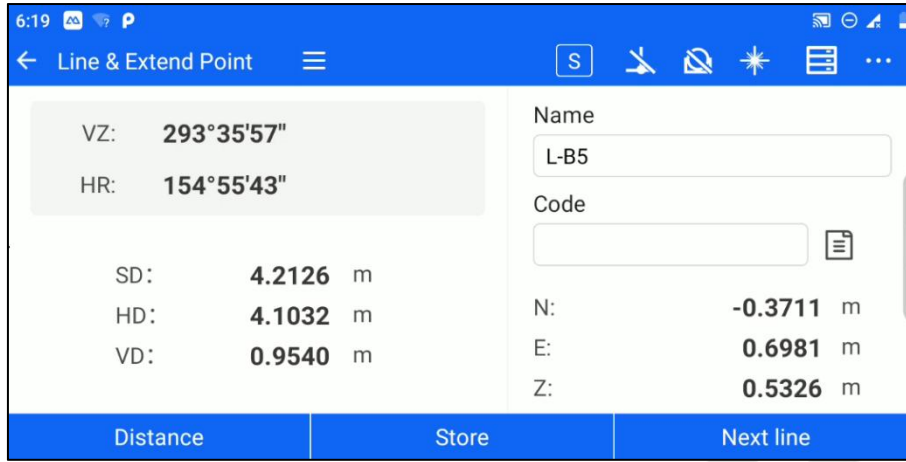 6:19
Line & Extend Point
S
VZ: 293°35'57"
HR: 154°55'43"
SD: 4.2126 m
HD: 4.1032 m
VD: 0.9540 m
Name
L-B5
Code
N: -0.3711 m
E: 0.6981 m
Z: 0.5326 m
Distance
Store
Next line